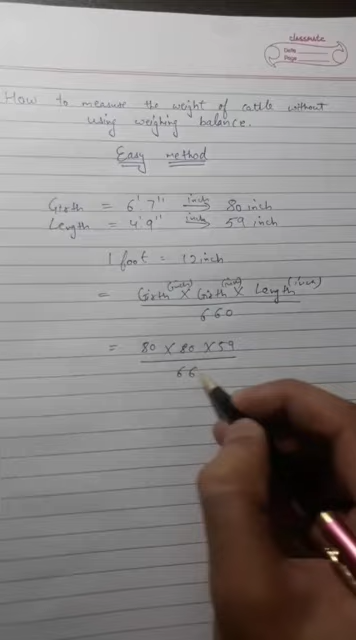 classmate
Date
Page
How to measure the weight of cattle without
using weighing balance.
Easy method
Girth = 6' 7" inch → 80 inch
Length = 4' 9" inch → 59 inch
1 foot = 12 inch
= Girth (inch) X Girth (inch) X Length (inch)
660
= 80 X 80 X 59
66